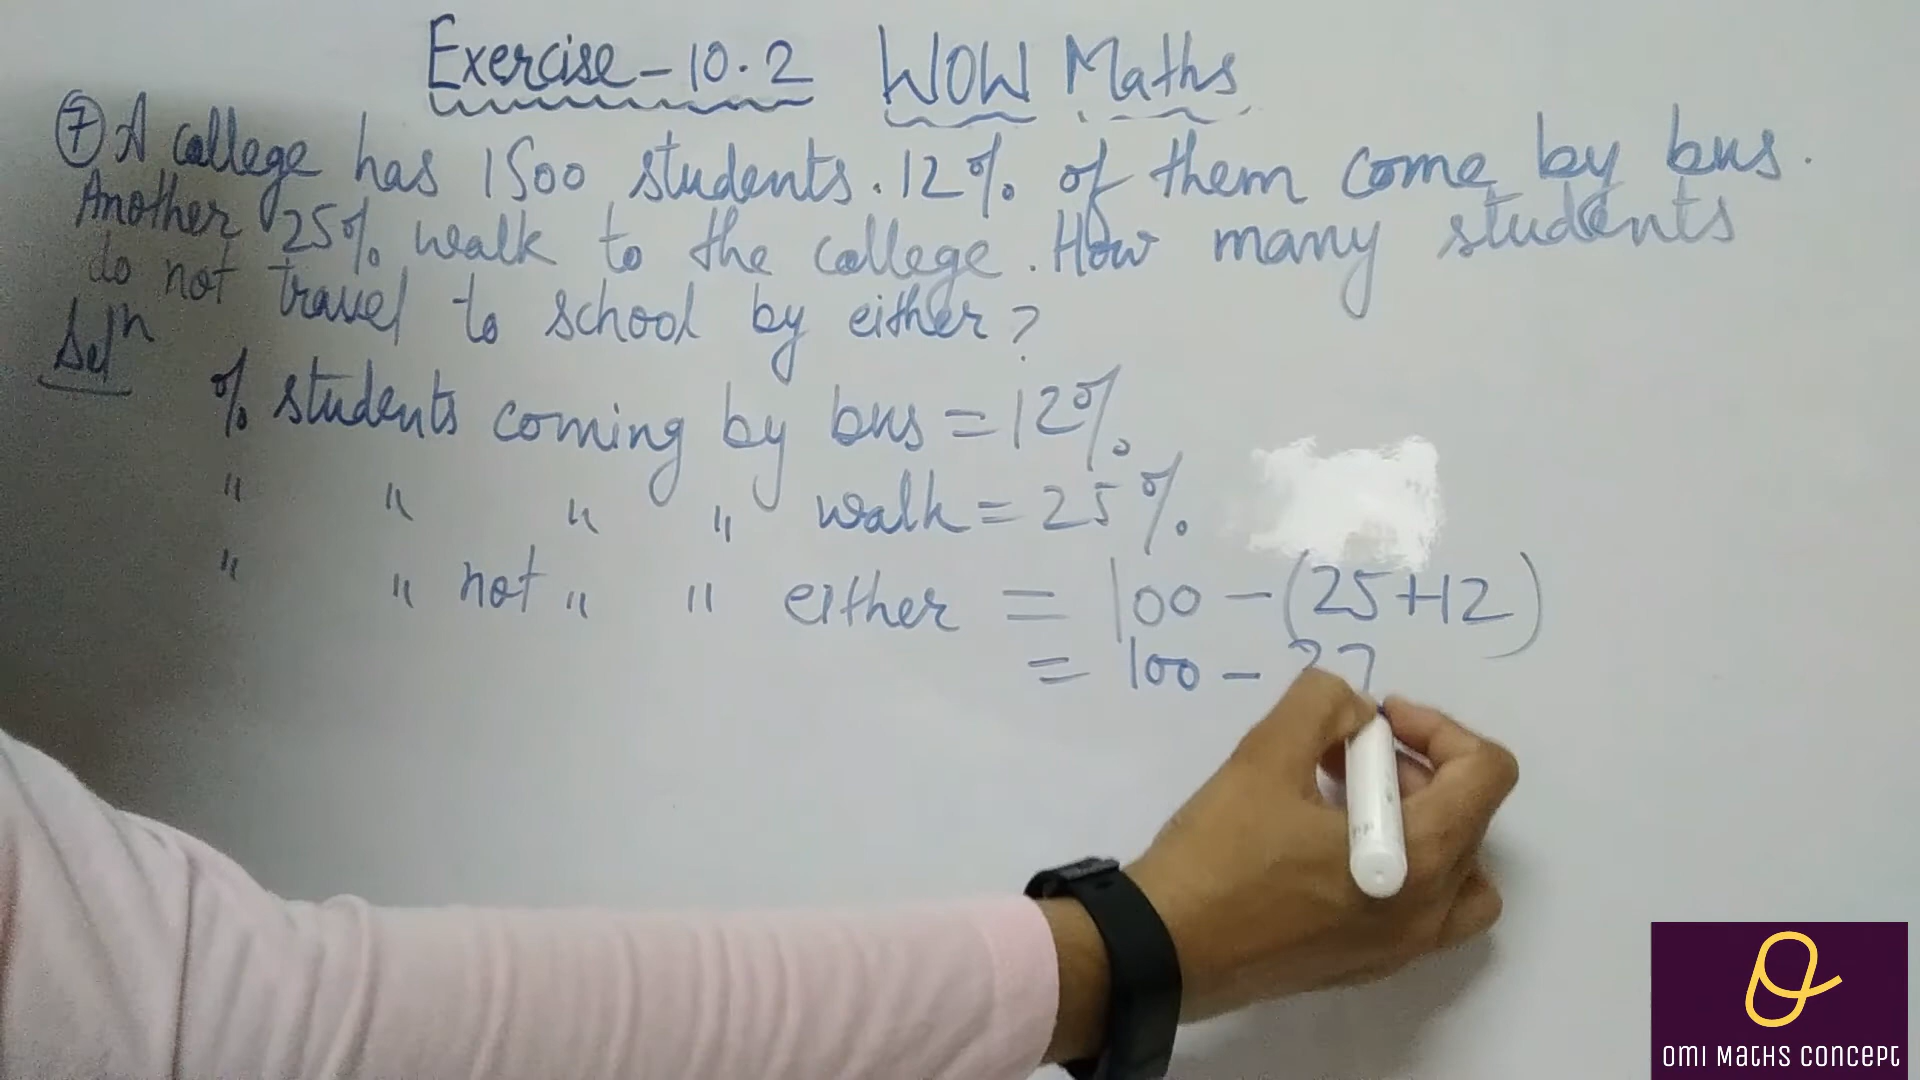 Exercise-10.2 WOW Maths
⑦ A college has 1500 students. 12% of them come by bus.
Another 25% walk to the college. How many students
do not travel to school by either?
Solⁿ
% students coming by bus = 12%
" " " " walk = 25%
" " not " " either = 100 - (25+12)
= 100 - 37
OMI MATHS CONCEPT